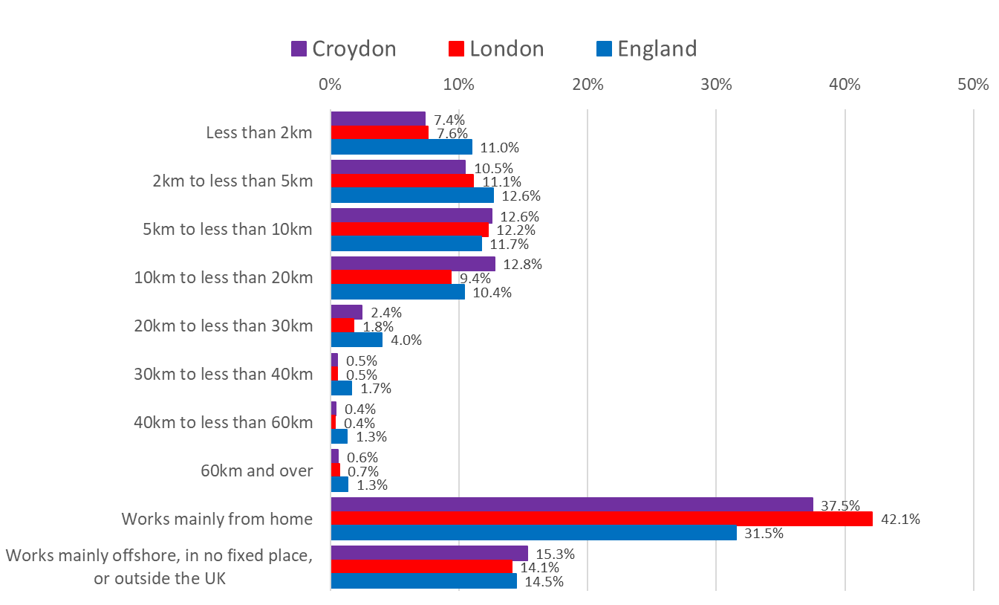 Croydon London England
0% 10% 20% 30% 40% 50%
Less than 2km 7.4%
7.6%
11.0%
2km to less than 5km 10.5%
11.1%
12.6%
5km to less than 10km 12.6%
12.2%
11.7%
10km to less than 20km 12.8%
9.4%
10.4%
20km to less than 30km 2.4%
1.8%
4.0%
30km to less than 40km 0.5%
0.5%
1.7%
40km to less than 60km 0.4%
0.4%
1.3%
60km and over 0.6%
0.7%
1.3%
Works mainly from home 37.5%
42.1%
31.5%
Works mainly offshore, in no fixed place, 15.3%
or outside the UK 14.1%
14.5%